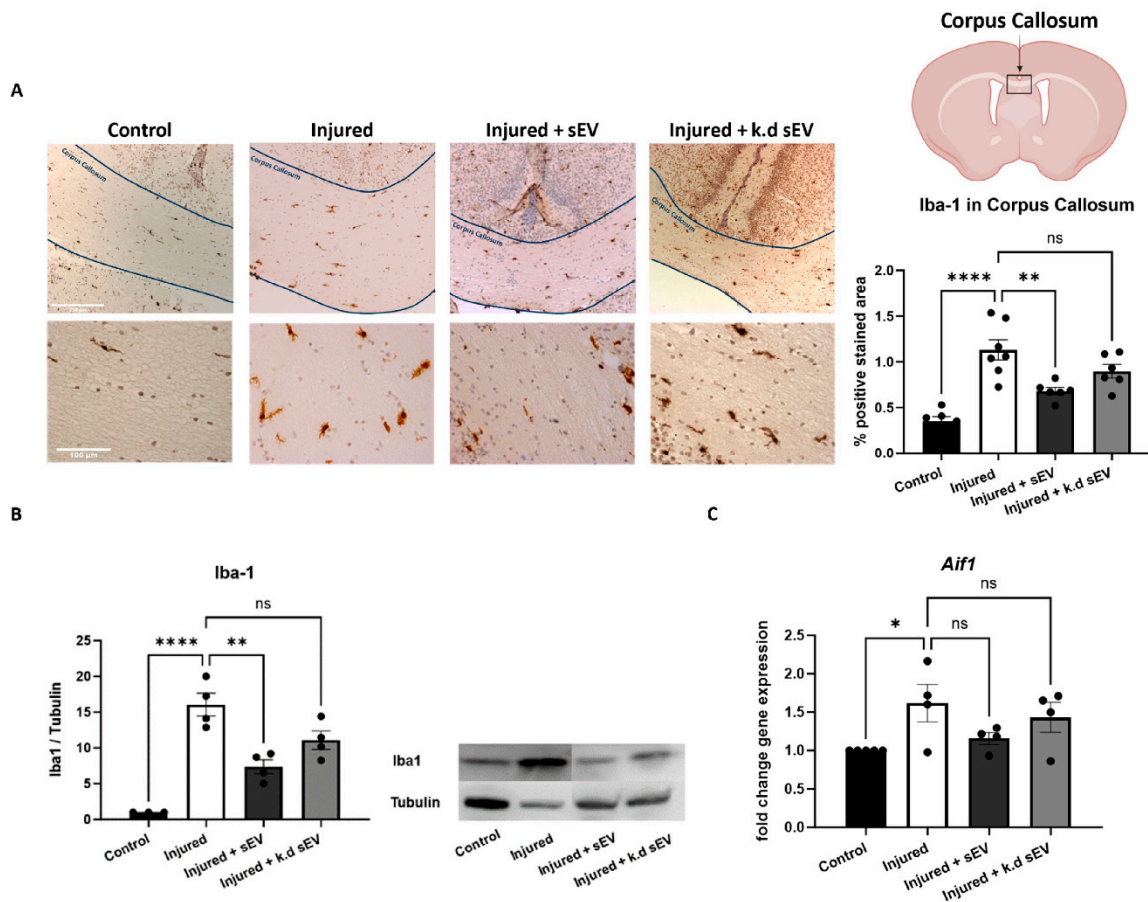 Corpus Callosum
A
Control
Injured
Injured + sEV
Injured + k.d sEV
Corpus Callosum
Corpus Callosum
Corpus Callosum
Corpus Callosum
100 µm
Iba-1 in Corpus Callosum
ns
**** **
% positive stained area
2.0
1.5
1.0
0.5
0.0
Control
Injured
Injured + sEV
Injured + k.d sEV
B
Iba-1
ns
**** **
Iba1 / Tubulin
25
20
15
10
5
0
Control
Injured
Injured + sEV
Injured + k.d sEV
Iba1
Tubulin
Control
Injured
Injured + sEV
Injured + k.d sEV
C
Aif1
ns
* ns
fold change gene expression
2.5
2.0
1.5
1.0
0.5
0.0
Control
Injured
Injured + sEV
Injured + k.d sEV